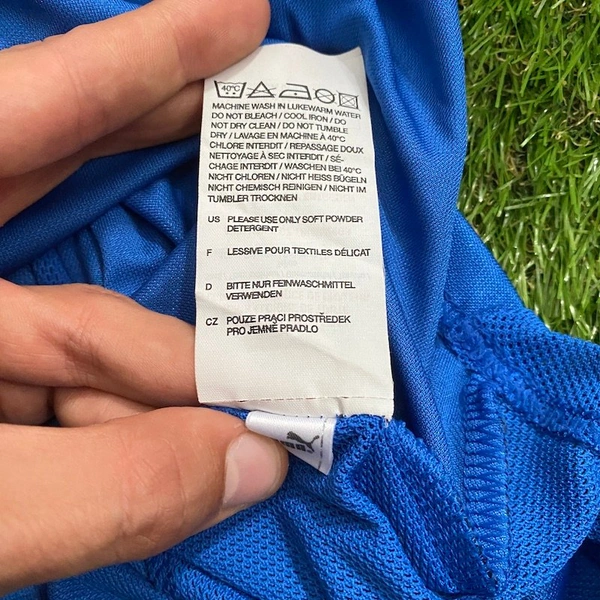 40°C
MACHINE WASH IN LUKEWARM WATER
DO NOT BLEACH / COOL IRON / DO
NOT DRY CLEAN / DO NOT TUMBLE
DRY / LAVAGE EN MACHINE À 40°C
CHLORE INTERDIT / REPASSAGE DOUX
NETTOYAGE À SEC INTERDIT / SÉ-
CHAGE INTERDIT / WASCHEN BEI 40°C
NICHT CHLOREN / NICHT HEISS BÜGELN
NICHT CHEMISCH REINIGEN / NICHT IM
TUMBLER TROCKNEN
US PLEASE USE ONLY SOFT POWDER
DETERGENT
F LESSIVE POUR TEXTILES DÉLICAT
D BITTE NUR FEINWASCHMITTEL
VERWENDEN
CZ POUZE PRACI PROSTŘEDEK
PRO JEMNÉ PRADLO